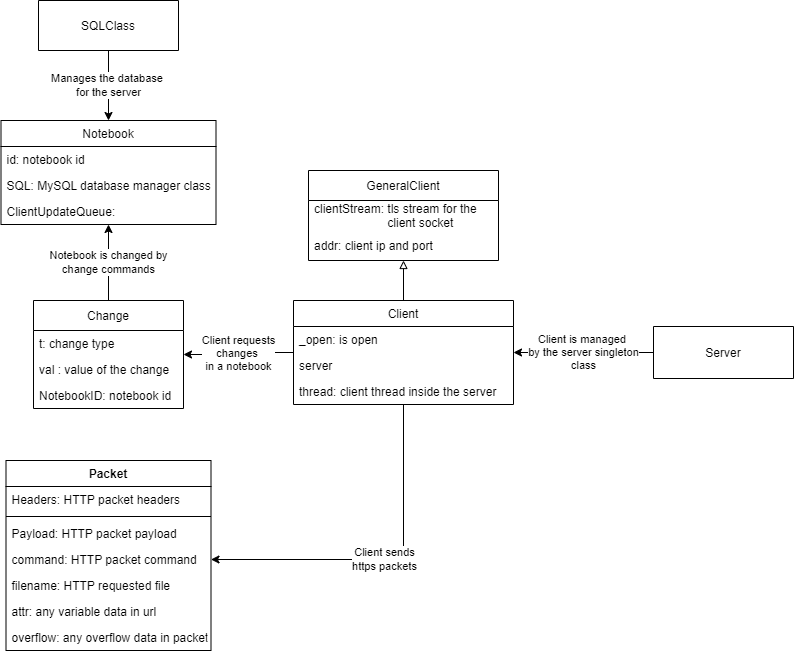 SQLClass
Manages the database
for the server
Notebook
id: notebook id
SQL: MySQL database manager class
ClientUpdateQueue:
GeneralClient
clientStream: tls stream for the
client socket
addr: client ip and port
Notebook is changed by
change commands
Change
t: change type
val : value of the change
NotebookID: notebook id
Client requests
changes
in a notebook
Client
_open: is open
server
thread: client thread inside the server
Client is managed
by the server singleton
class
Server
Packet
Headers: HTTP packet headers
Payload: HTTP packet payload
command: HTTP packet command
filename: HTTP requested file
attr: any variable data in url
overflow: any overflow data in packet
Client sends
https packets